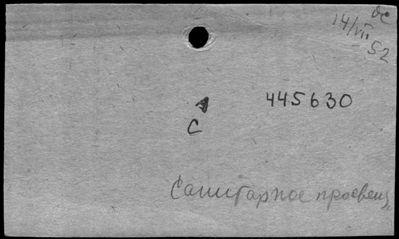 14/VII
52
445630
С
Санитарное просвещ.